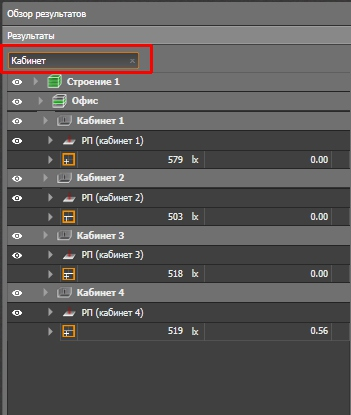 Обзор результатов
Результаты
Кабинет
Строение 1
Офис
Кабинет 1
РП (кабинет 1)
579 lx 0.00
Кабинет 2
РП (кабинет 2)
503 lx 0.00
Кабинет 3
РП (кабинет 3)
518 lx 0.00
Кабинет 4
РП (кабинет 4)
519 lx 0.56